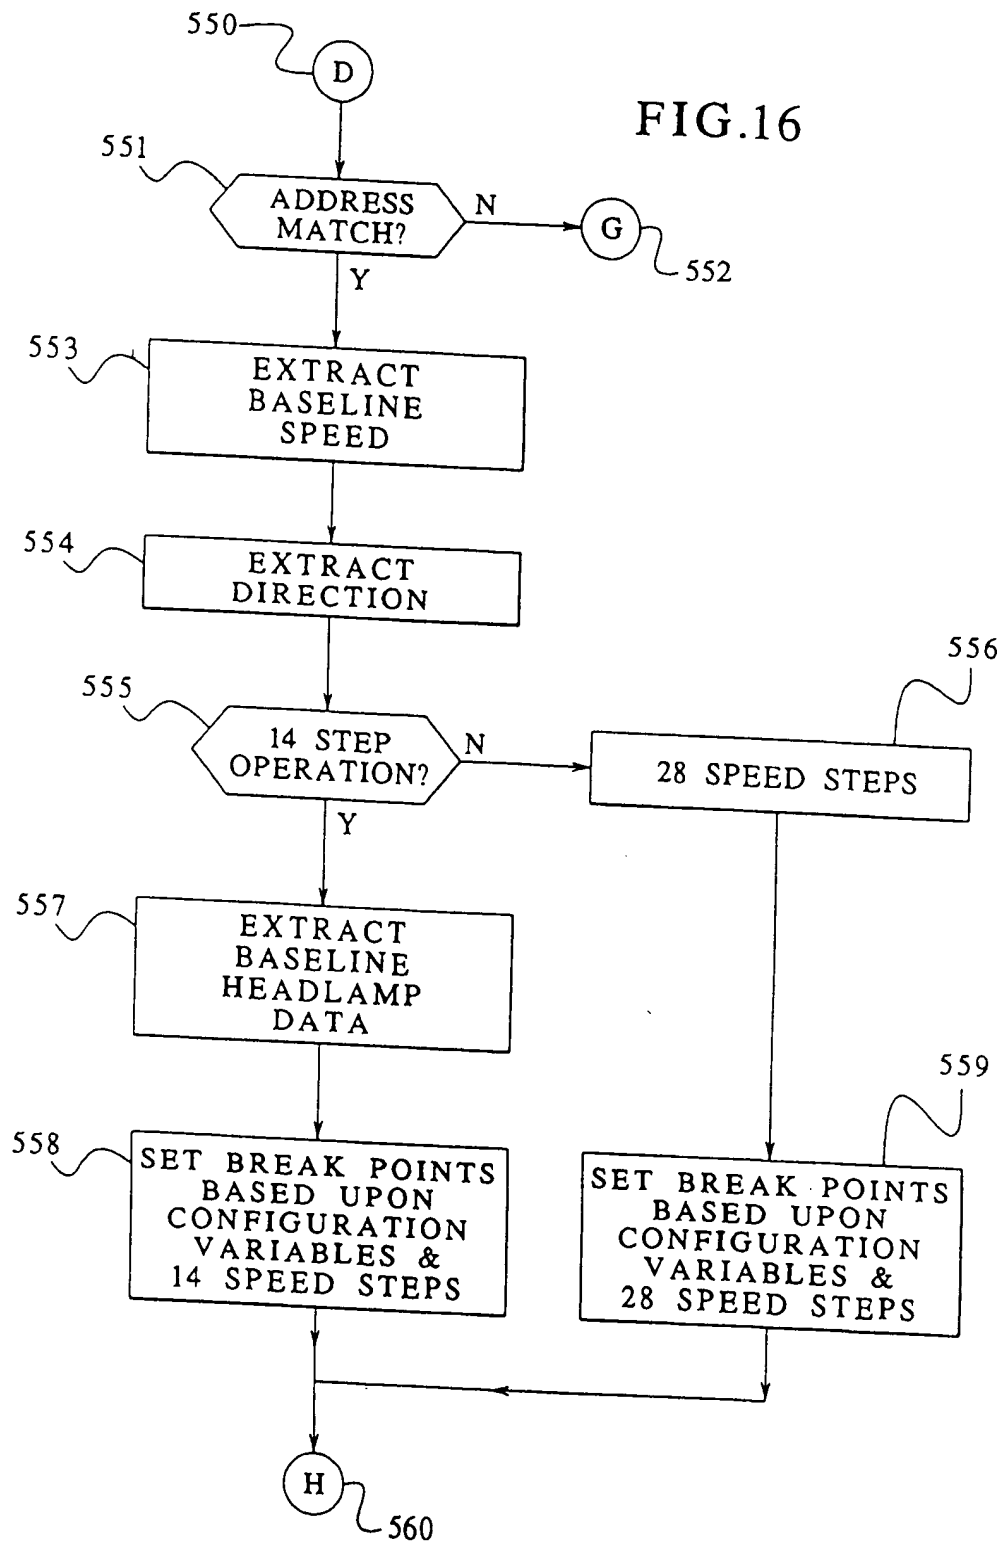 550
D
FIG.16
551
ADDRESS
MATCH?
N
G
552
Y
553
EXTRACT
BASELINE
SPEED
554
EXTRACT
DIRECTION
555
14 STEP
OPERATION?
N
556
28 SPEED STEPS
Y
557
EXTRACT
BASELINE
HEADLAMP
DATA
558
SET BREAK POINTS
BASED UPON
CONFIGURATION
VARIABLES &
14 SPEED STEPS
559
SET BREAK POINTS
BASED UPON
CONFIGURATION
VARIABLES &
28 SPEED STEPS
H
560